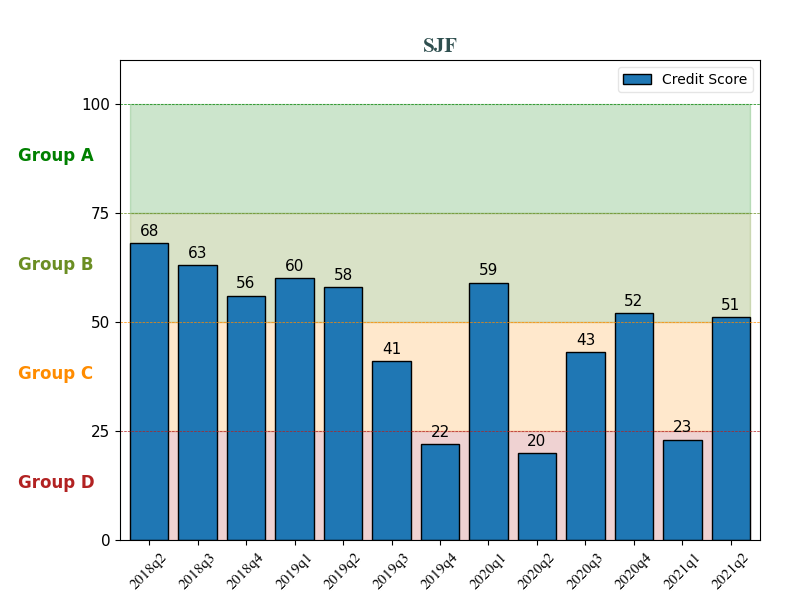 SJF
Credit Score
100
Group A
75
68
63
56
60
58
41
22
59
20
43
52
23
51
Group B
50
Group C
25
Group D
0
2018q2
2018q3
2018q4
2019q1
2019q2
2019q3
2019q4
2020q1
2020q2
2020q3
2020q4
2021q1
2021q2